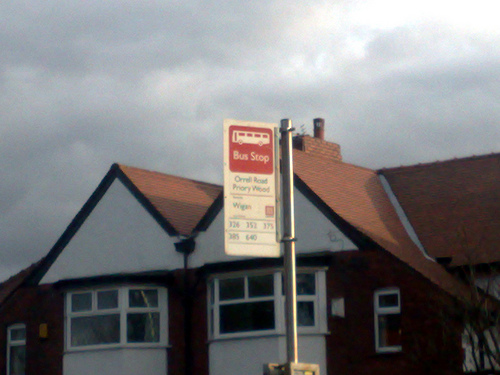 Bus Stop
Orrell Road
Priory Wood
Wigan
326 352 375
385 640